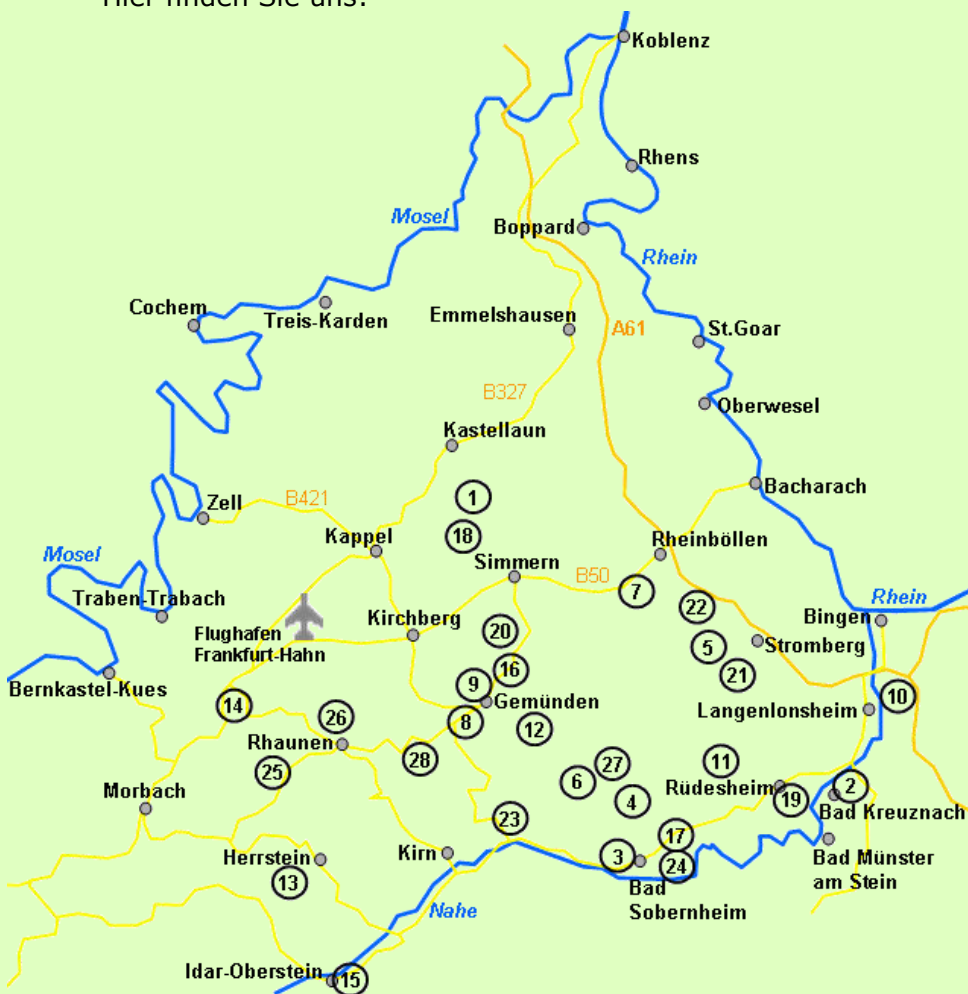 Hier finden Sie uns:
Koblenz
Rhens
Mosel
Boppard
Rhein
Cochem
Treis-Karden
Emmelshausen
A61
St.Goar
B327
Oberwesel
Kastellaun
Bacharach
Zell
B421
1
Kappel
18
Rheinböllen
Mosel
Simmern
B50
7
Traben-Trabach
22
Rhein
Bingen
Kirchberg
Flughafen
Frankfurt-Hahn
20
5
Stromberg
16
21
Bernkastel-Kues
9
Gemünden
10
14
26
8
12
Langenlonsheim
Rhaunen
28
25
27
11
6
Rüdesheim
2
Morbach
4
19
Bad Kreuznach
23
17
Herrstein
Kirn
3
24
Bad Münster
am Stein
13
Bad
Sobernheim
Nahe
Idar-Oberstein
15